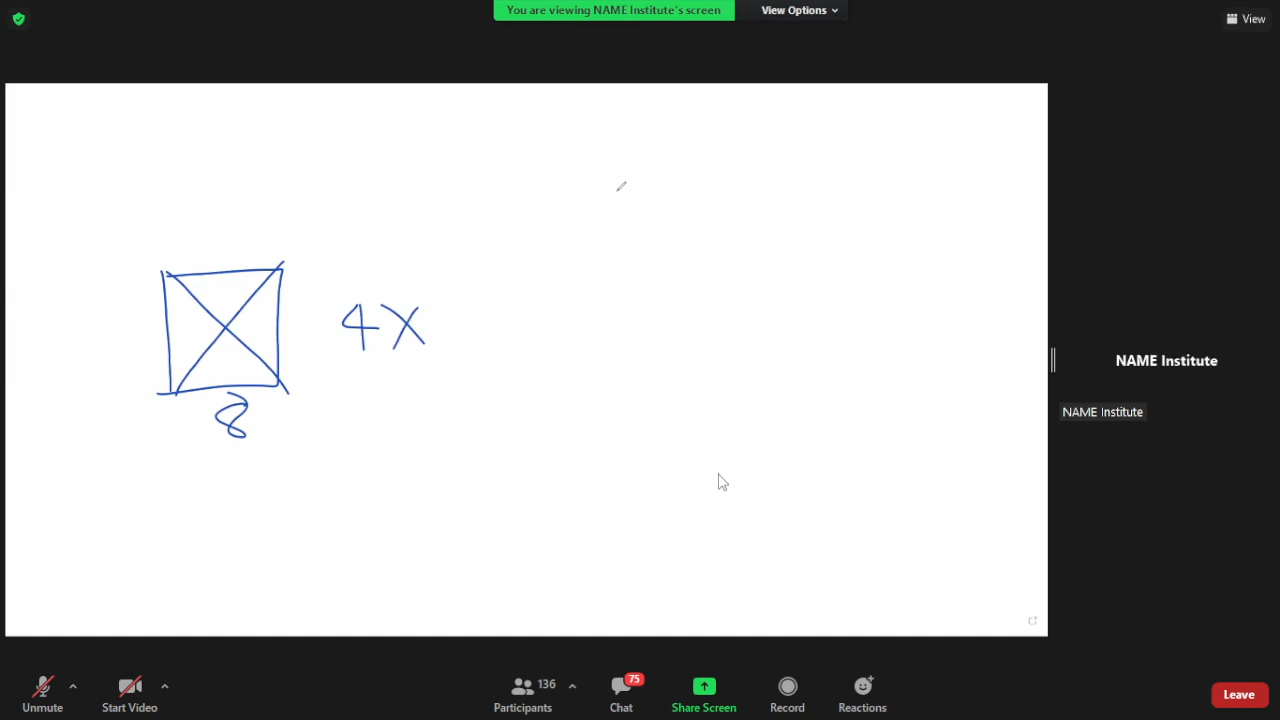 You are viewing NAME Institute's screen
View Options
View
4x
8
NAME Institute
NAME Institute
Unmute
Start Video
136
Participants
75
Chat
Share Screen
Record
Reactions
Leave